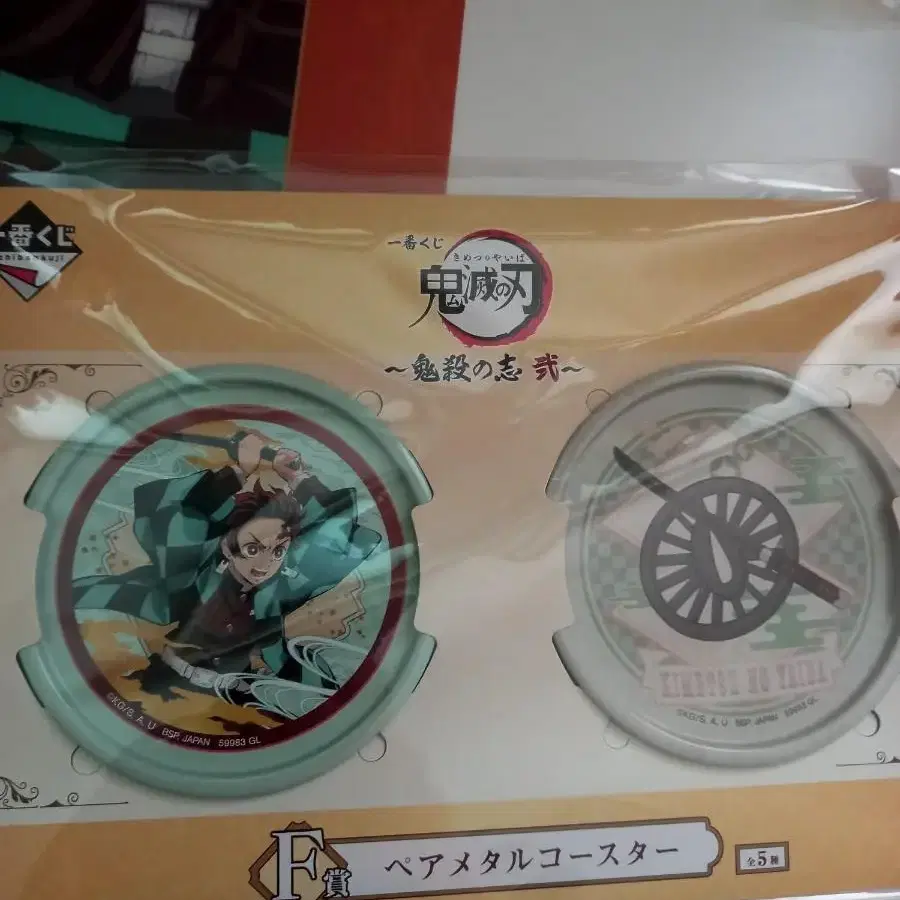 一番くじ
ichibankuji
一番くじ
きめつのやいば
鬼滅の刃
～鬼殺の志 弐～
©KG/S, A, U BSP, JAPAN 59983 GL
KIMETSU NO YAIBA
©KG/S, A, U BSP, JAPAN 59983 GL
F賞
ペアメタルコースター
全5種